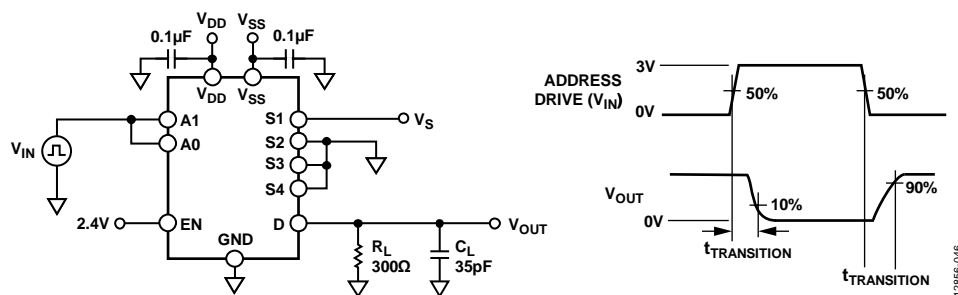 VDD VSS
0.1µF 0.1µF
VDD VSS
A1 S1 VS
A0 S2
VIN S3
S4
2.4V EN D VOUT
GND
RL
300Ω
CL
35pF
ADDRESS
DRIVE (VIN)
3V
50% 50%
0V
VOUT
0V
10% 90%
tTRANSITION
tTRANSITION
12856-046